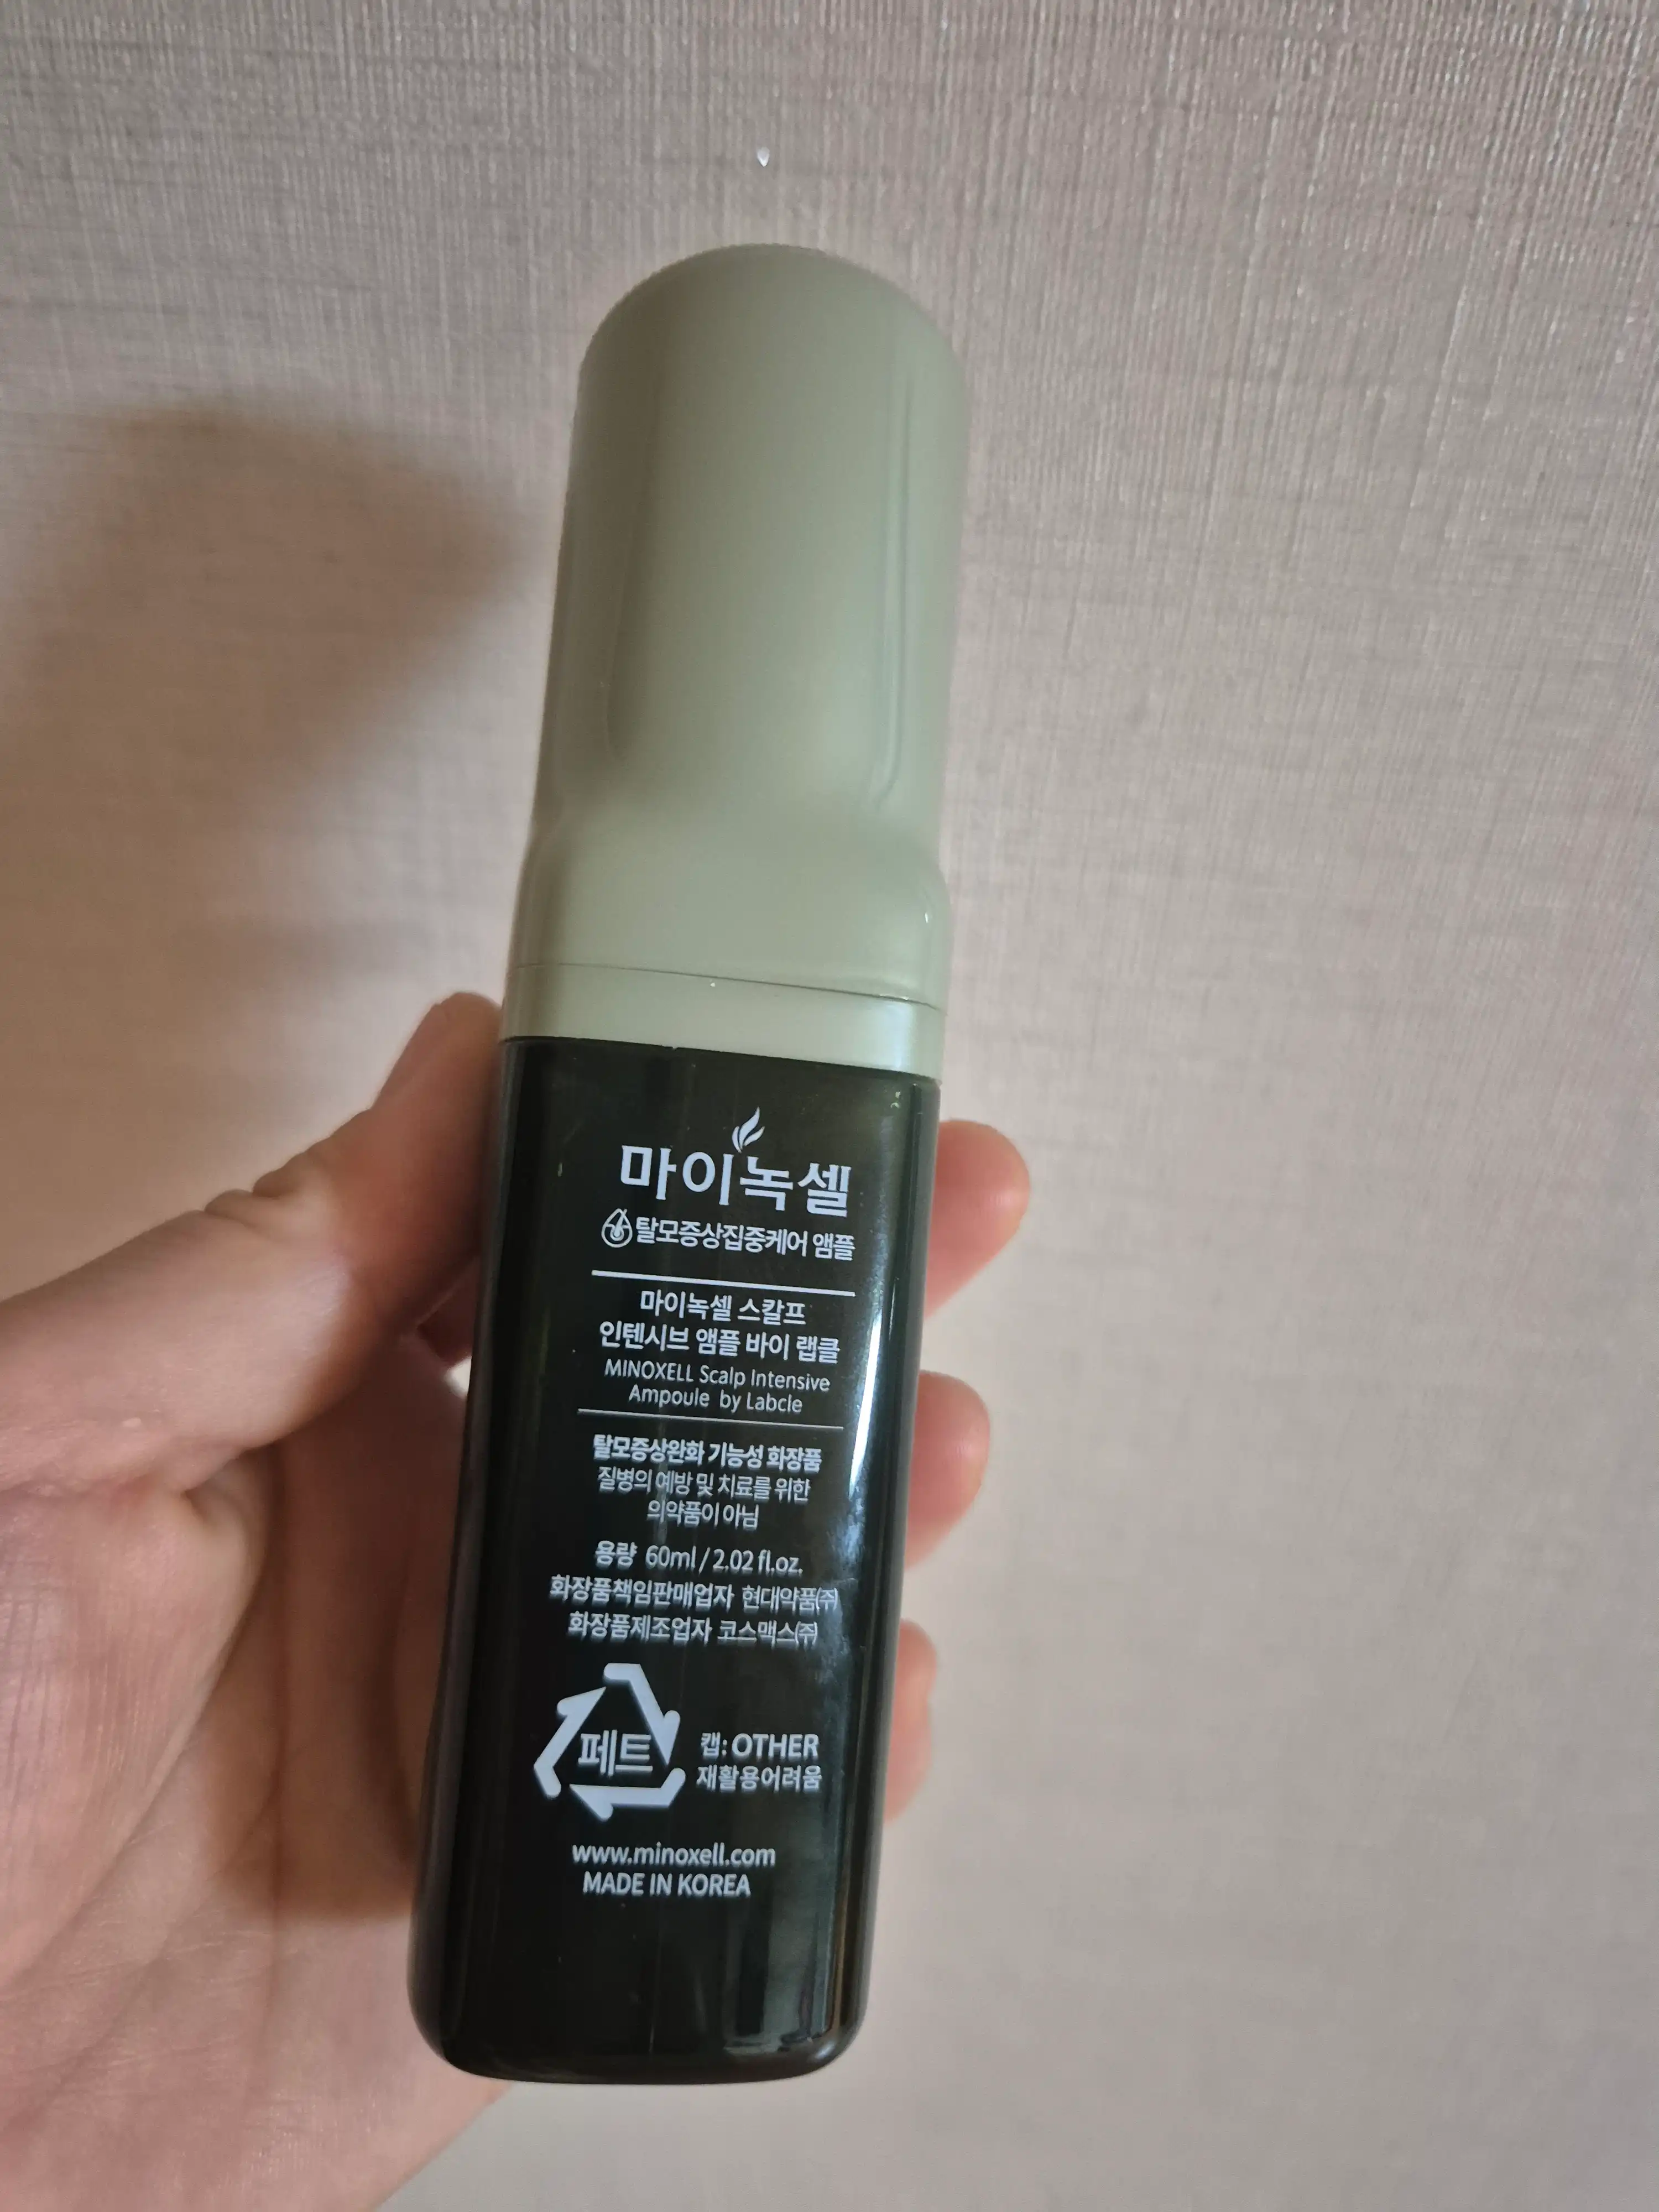 마이녹셀
탈모증상집중케어 앰플
마이녹셀 스칼프
인텐시브 앰플 바이 랩클
MINOXELL Scalp Intensive
Ampoule by Labcle
탈모증상완화 기능성 화장품
질병의 예방 및 치료를 위한
의약품이 아님
용량 60ml / 2.02 fl.oz.
화장품책임판매업자 현대약품㈜
화장품제조업자 코스맥스㈜
페트
캡: OTHER
재활용어려움
www.minoxell.com
MADE IN KOREA